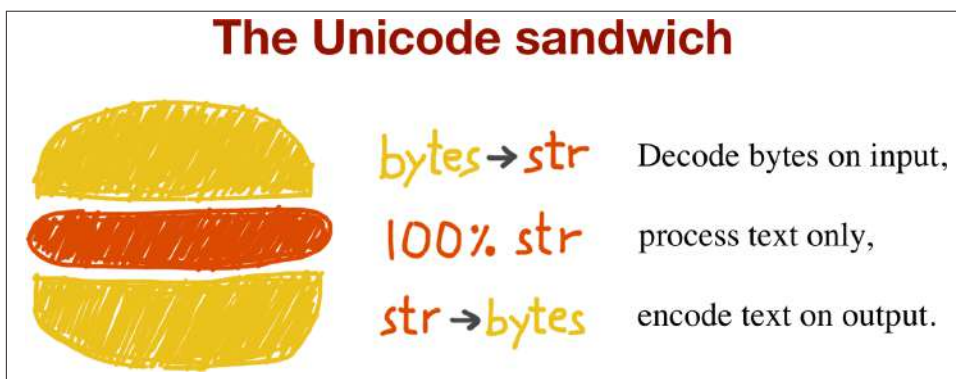 The Unicode sandwich
bytes→str Decode bytes on input,
100% str process text only,
str→bytes encode text on output.